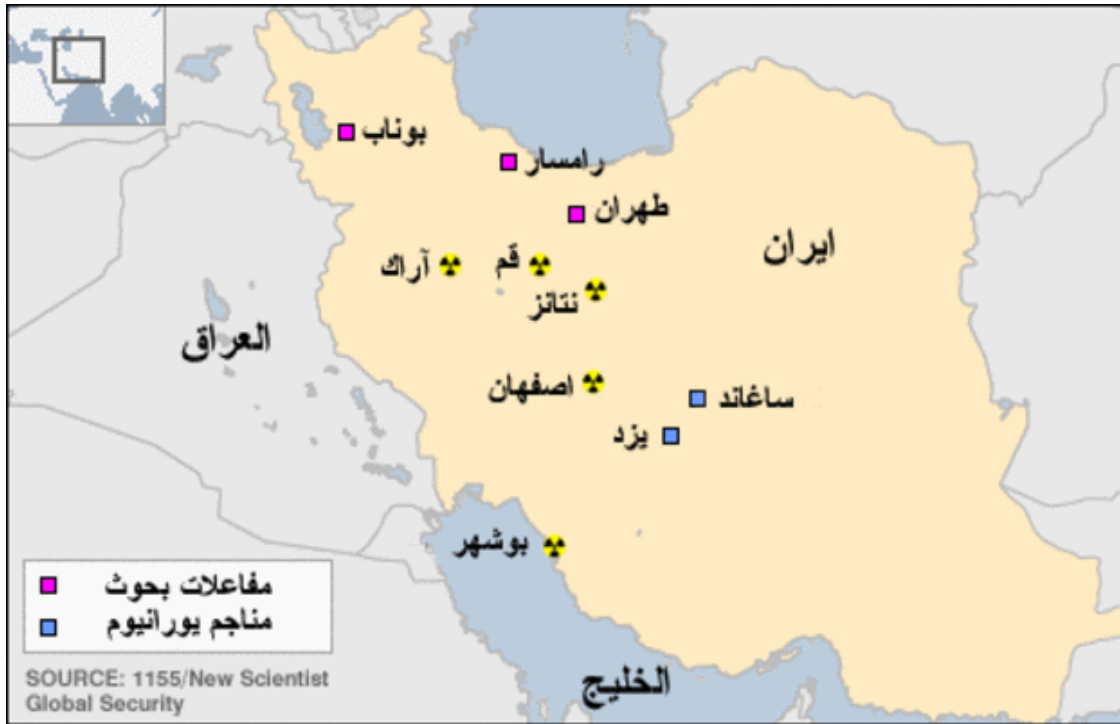 بوناب
رامسار
طهران
ايران
آراك
قم
نتانز
العراق
اصفهان
ساغاند
يزد
بوشهر
مفاعلات بحوث
مناجم يورانيوم
SOURCE: 1155/New Scientist
Global Security
الخليج